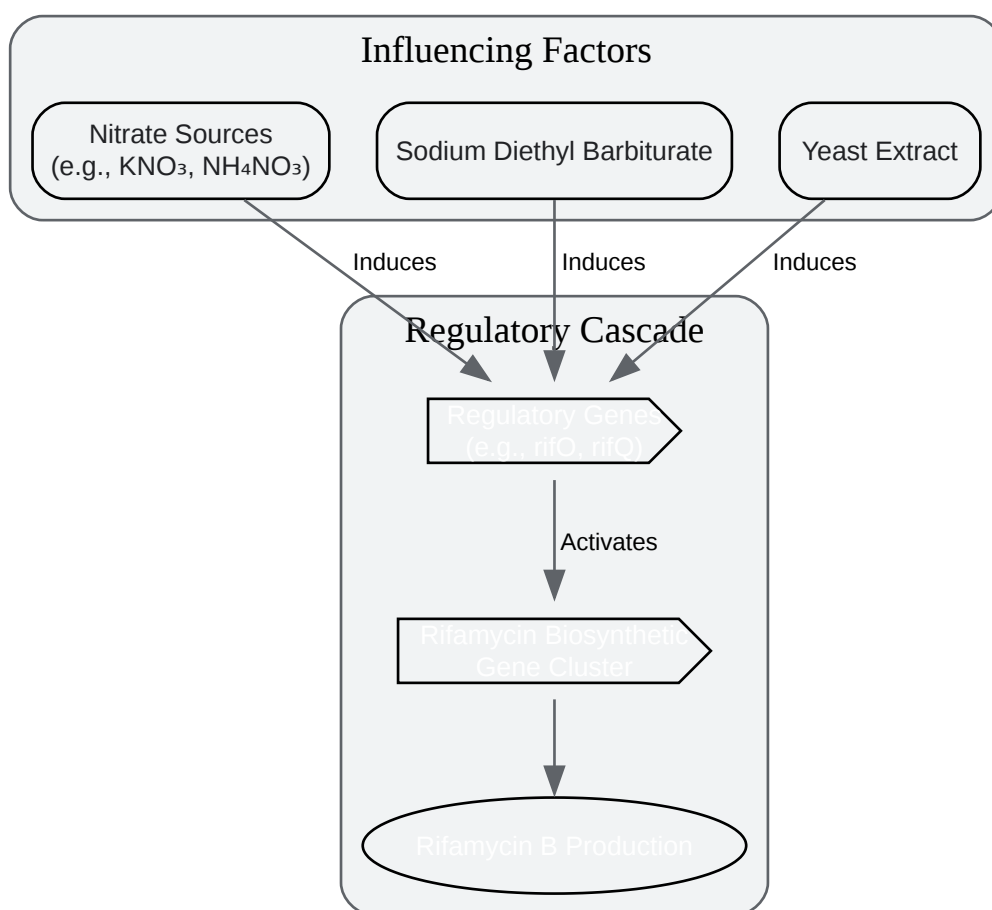 Influencing Factors
Nitrate Sources
(e.g., KNO₃, NH₄NO₃)
Sodium Diethyl Barbiturate
Yeast Extract
Induces
Induces
Induces
Regulatory Cascade
Regulatory Genes
(e.g., rifO, rifQ)
Activates
Rifamycin Biosynthetic
Gene Cluster
Rifamycin B Production